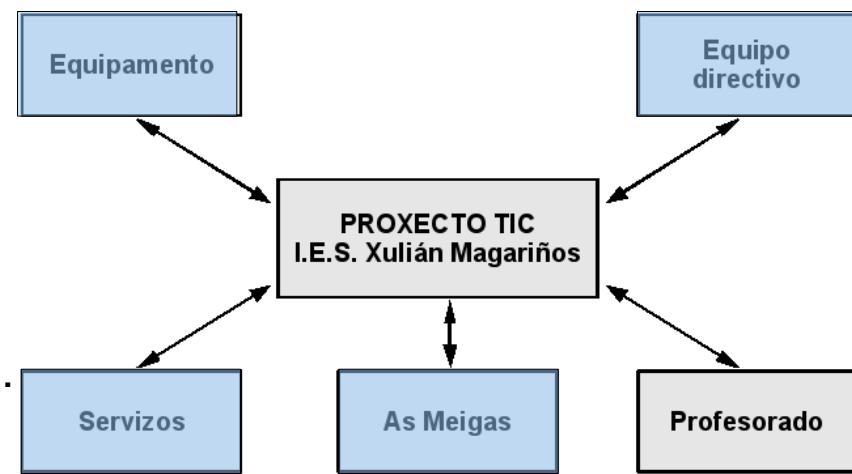 Equipamento
Equipo
directivo
PROXECTO TIC
I.E.S. Xulián Magariños
.
Servizos
As Meigas
Profesorado